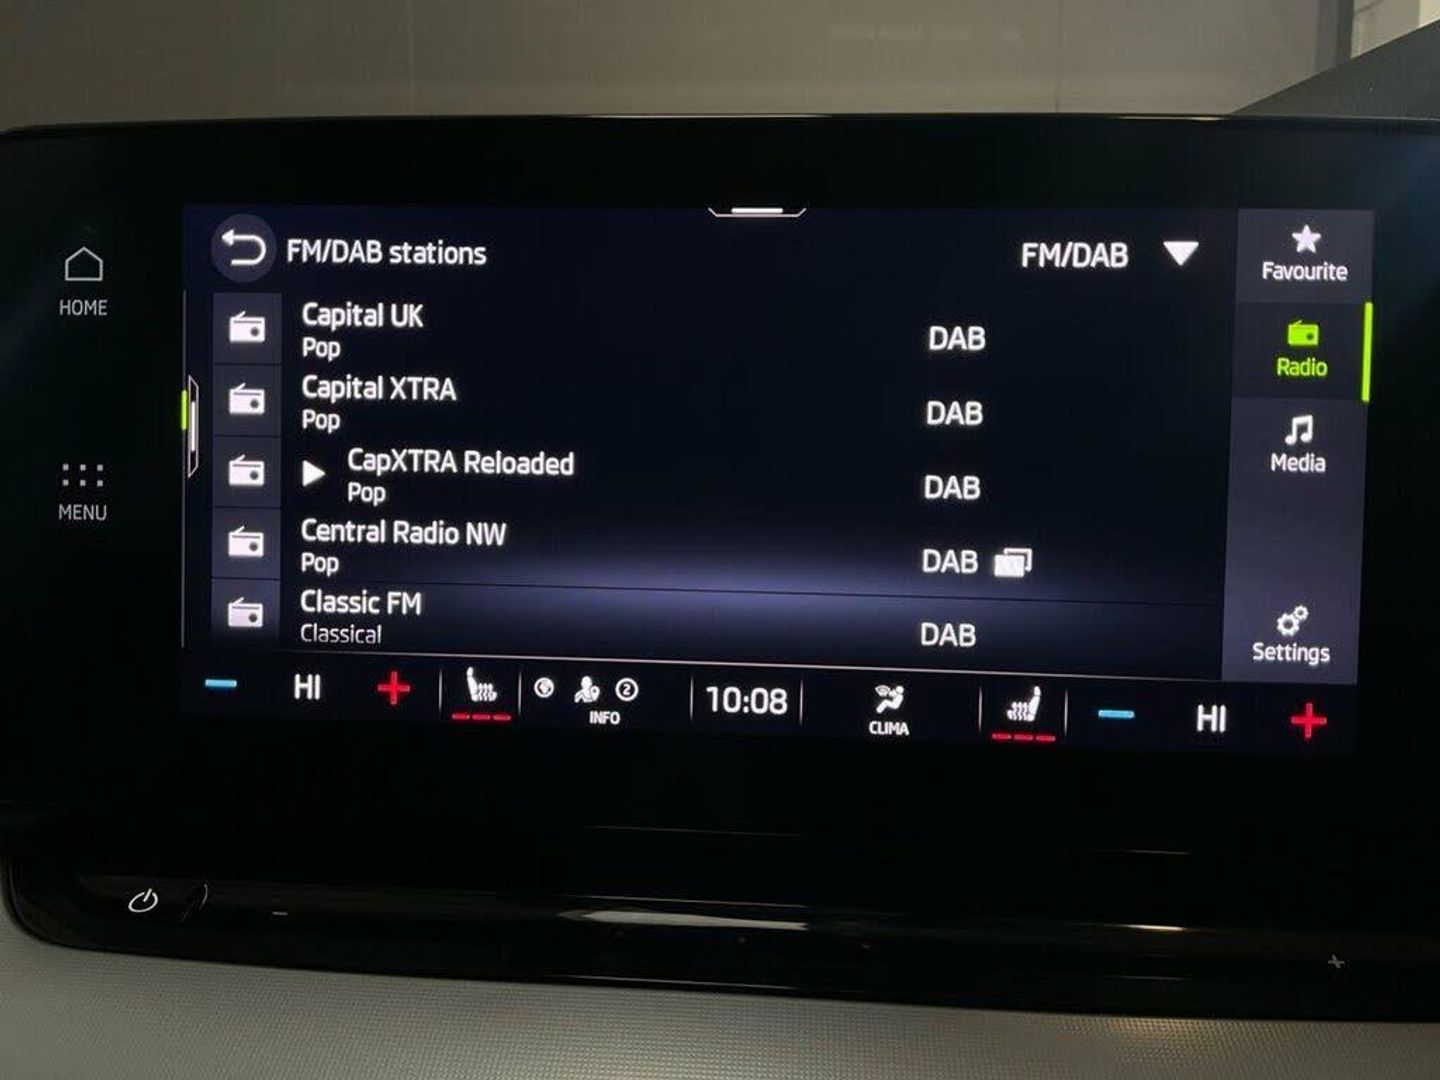 FM/DAB stations
FM/DAB
Favourite
HOME
Capital UK
Pop
DAB
Radio
Capital XTRA
Pop
DAB
CapXTRA Reloaded
Pop
DAB
Media
MENU
Central Radio NW
Pop
DAB
Classic FM
Classical
DAB
Settings
HI
2
INFO
10:08
CLIMA
HI